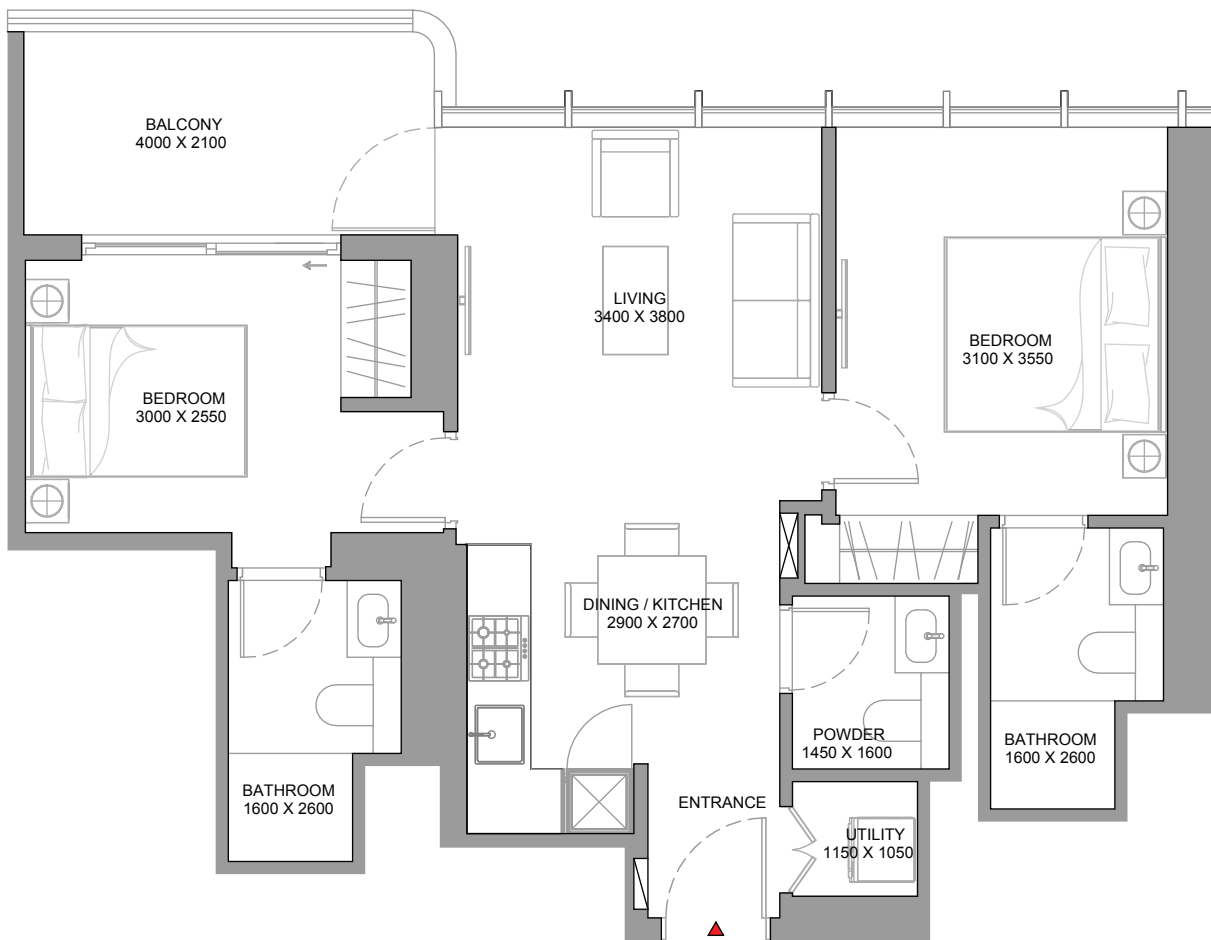 BALCONY
4000 X 2100
LIVING
3400 X 3800
BEDROOM
3100 X 3550
BEDROOM
3000 X 2550
DINING / KITCHEN
2900 X 2700
POWDER
1450 X 1600
BATHROOM
1600 X 2600
BATHROOM
1600 X 2600
ENTRANCE
UTILITY
1150 X 1050